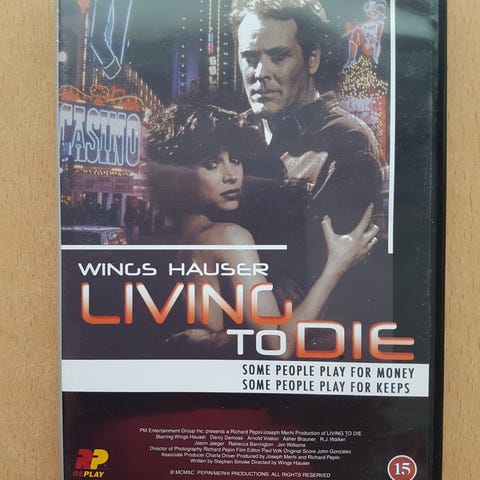 CASINO
WINGS HAUSER
LIVING
TO DIE
SOME PEOPLE PLAY FOR MONEY
SOME PEOPLE PLAY FOR KEEPS
PM Entertainment Group Inc. presents a Richard Pepin/Joseph Merhi Production of LIVING TO DIE
Starring Wings Hauser Darcy Demoss Arnold Vosloo Asher Brauner R.J. Walker
Jason Jaeger Rebecca Barrington Jim Williams
Director of Photography Richard Pepin Film Editor Paul Volk Original Score John Gonzalez
Associate Producer Charla Driver Produced by Joseph Merhi and Richard Pepin
Written by Stephen Smoke Directed by Wings Hauser
RP
REPLAY
© MCMXC PEPIN/MERHI PRODUCTIONS. ALL RIGHTS RESERVED
15